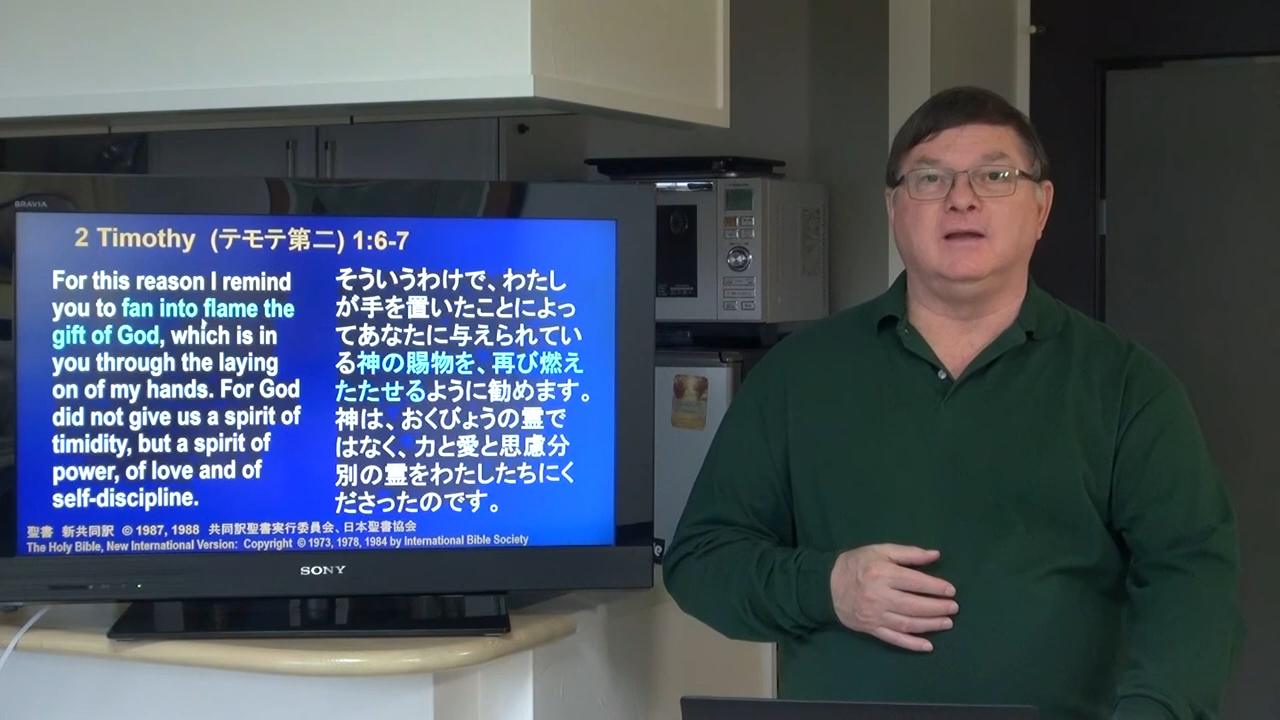 BRAVIA
2 Timothy (テモテ第二) 1:6-7
For this reason I remind
you to fan into flame the
gift of God, which is in
you through the laying
on of my hands. For God
did not give us a spirit of
timidity, but a spirit of
power, of love and of
self-discipline.
そういうわけで、わたし
が手を置いたことによっ
てあなたに与えられてい
る神の賜物を、再び燃え
たたせるように勧めます。
神は、おくびょうの霊で
はなく、力と愛と思慮分
別の霊をわたしたちにく
ださったのです。
聖書 新共同訳 © 1987, 1988 共同訳聖書実行委員会、日本聖書協会
The Holy Bible, New International Version: Copyright © 1973, 1978, 1984 by International Bible Society
SONY